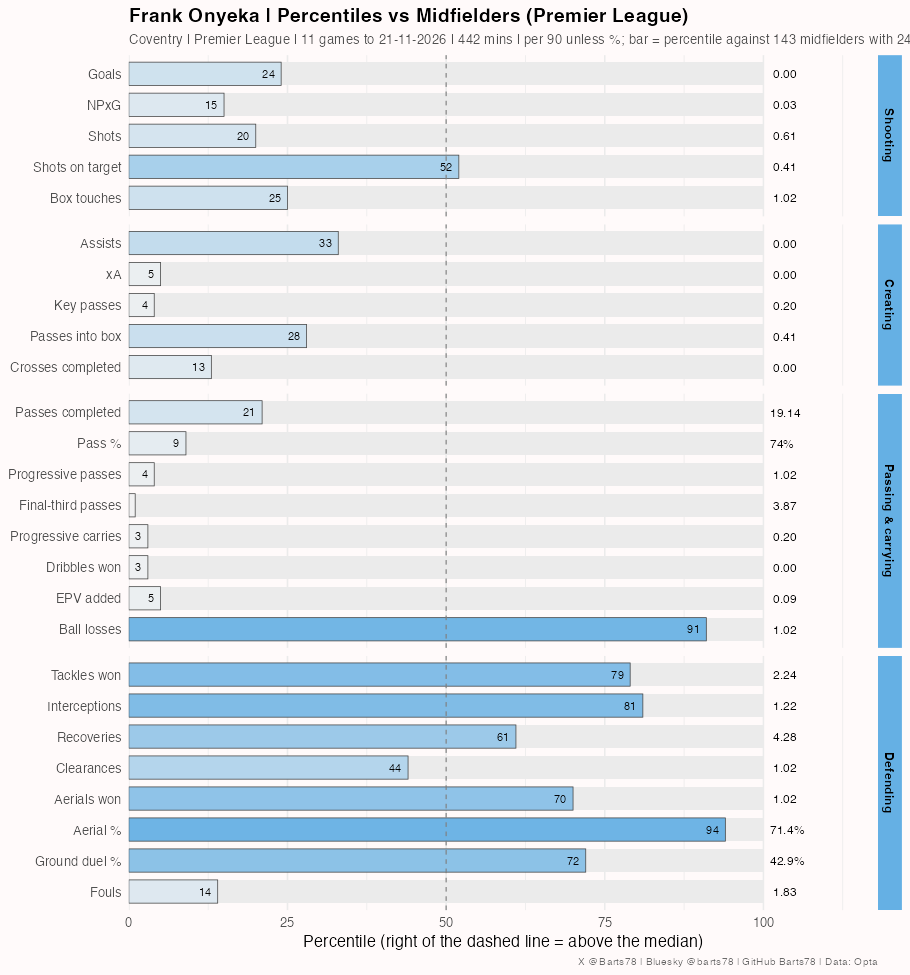 Frank Onyeka | Percentiles vs Midfielders (Premier League)
Coventry | Premier League | 11 games to 21-11-2026 | 442 mins | per 90 unless %; bar = percentile against 143 midfielders with 24
Goals 24 0.00
NPxG 15 0.03
Shots 20 0.61
Shots on target 52 0.41
Box touches 25 1.02
Shooting
Assists 33 0.00
xA 5 0.00
Key passes 4 0.20
Passes into box 28 0.41
Crosses completed 13 0.00
Creating
Passes completed 21 19.14
Pass % 9 74%
Progressive passes 4 1.02
Final-third passes 3.87
Progressive carries 3 0.20
Dribbles won 3 0.00
EPV added 5 0.09
Ball losses 91 1.02
Passing & carrying
Tackles won 79 2.24
Interceptions 81 1.22
Recoveries 61 4.28
Clearances 44 1.02
Aerials won 70 1.02
Aerial % 94 71.4%
Ground duel % 72 42.9%
Fouls 14 1.83
Defending
0 25 50 75 100
Percentile (right of the dashed line = above the median)
X @Barts78 | Bluesky @barts78 | GitHub Barts78 | Data: Opta